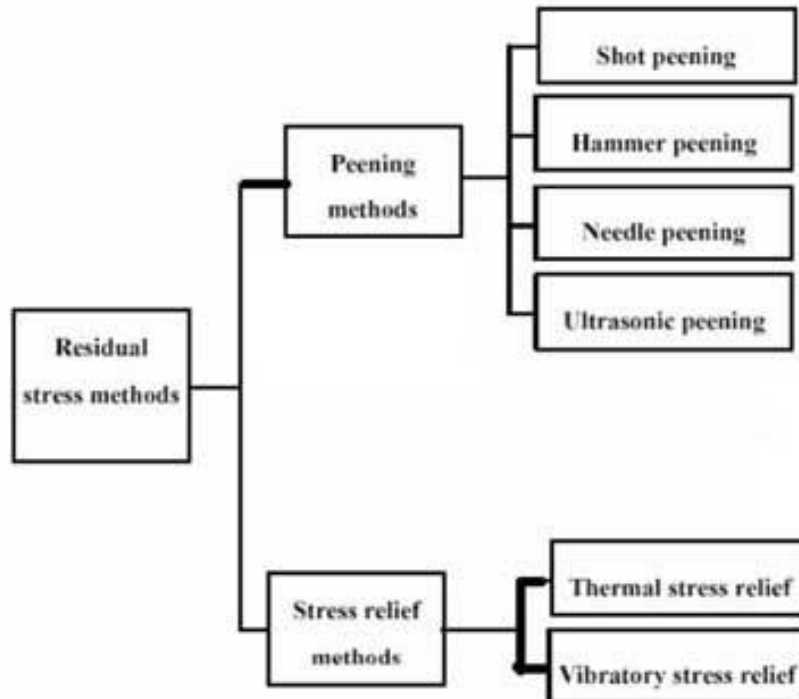 Residual
stress methods
Peening
methods
Shot peening
Hammer peening
Needle peening
Ultrasonic peening
Stress relief
methods
Thermal stress relief
Vibratory stress relief